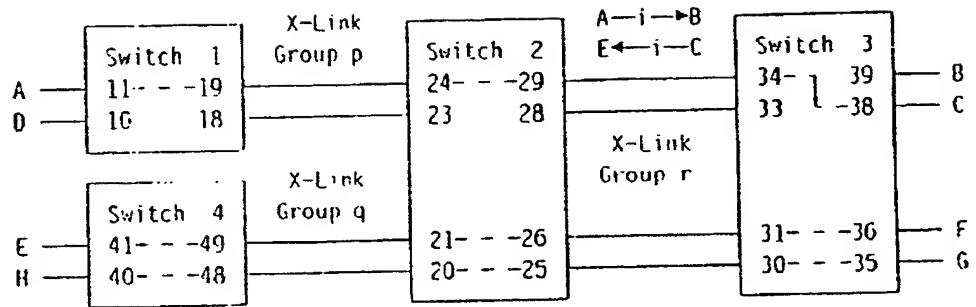 X-Link
Group p
A—i—►B
E◄—i—C
Switch 1
Switch 2
Switch 3
A
11- - -19
24- - -29
34- 39
B
D
10 18
23 28
33 -38
C
X-Link
Group q
X-Link
Group r
Switch 4
E
41- - -49
21- - -26
31- - -36
F
H
40- - -48
20- - -25
30- - -35
G